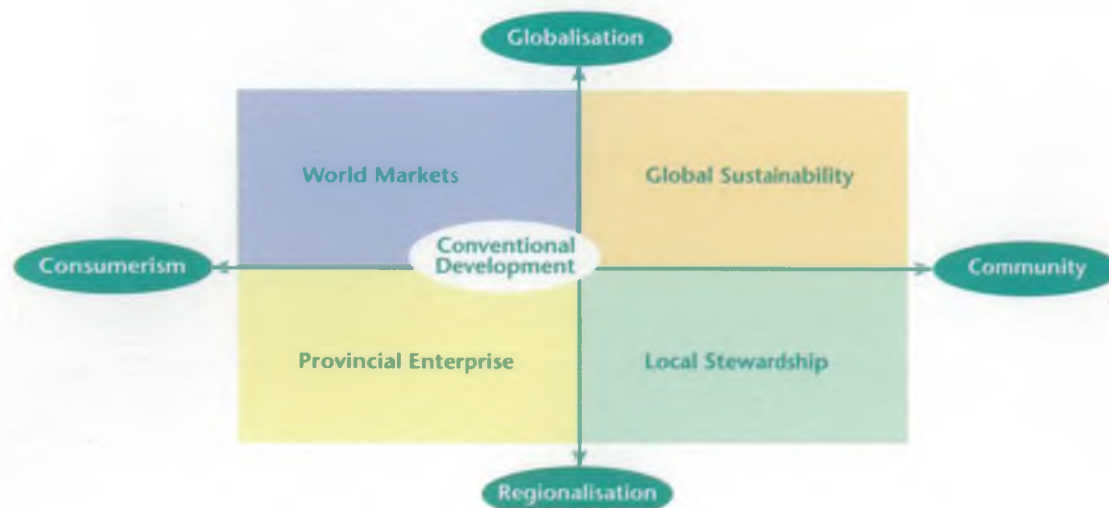 Globalisation
World Markets
Global Sustainability
Consumerism
Conventional
Development
Community
Provincial Enterprise
Local Stewardship
Regionalisation